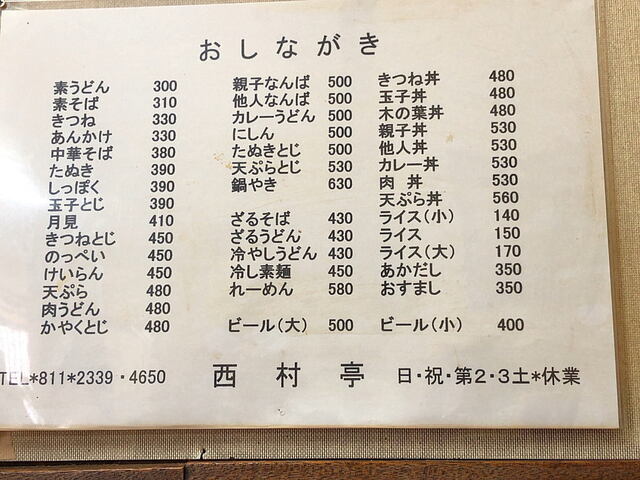 おしながき
素うどん 300
素そば 310
きつね 330
あんかけ 330
中華そば 380
たぬき 390
しっぽく 390
玉子とじ 390
月見 410
きつねとじ 450
のっぺい 450
けいらん 450
天ぷら 480
肉うどん 480
かやくとじ 480
親子なんば 500
他人なんば 500
カレーうどん 500
にしん 500
たぬきとじ 500
天ぷらとじ 530
鍋やき 630
ざるそば 430
ざるうどん 430
冷やしうどん 430
冷し素麺 450
れーめん 580
ビール(大) 500
きつね丼 480
玉子丼 480
木の葉丼 480
親子丼 530
他人丼 530
カレー丼 530
肉 丼 530
天ぷら丼 560
ライス(小) 140
ライス 150
ライス(大) 170
あかだし 350
おすまし 350
ビール(小) 400
TEL*811*2339・4650 西村亭 日・祝・第2・3土*休業